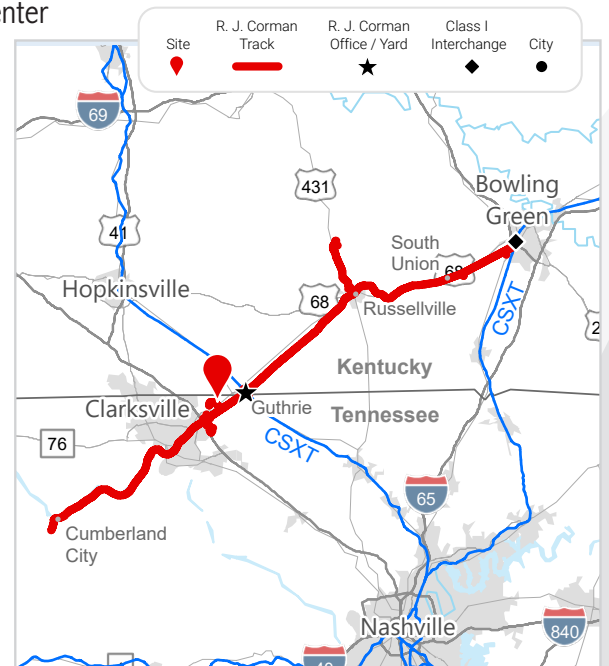 R. J. Corman
Track
R. J. Corman
Office / Yard
Class I
Interchange
Site
City
69
431
Bowling
Green
41
South
Union
68
Hopkinsville
68
Russellville
CSXT
Kentucky
Clarksville
Guthrie
Tennessee
76
CSXT
65
Cumberland
City
Nashville
840